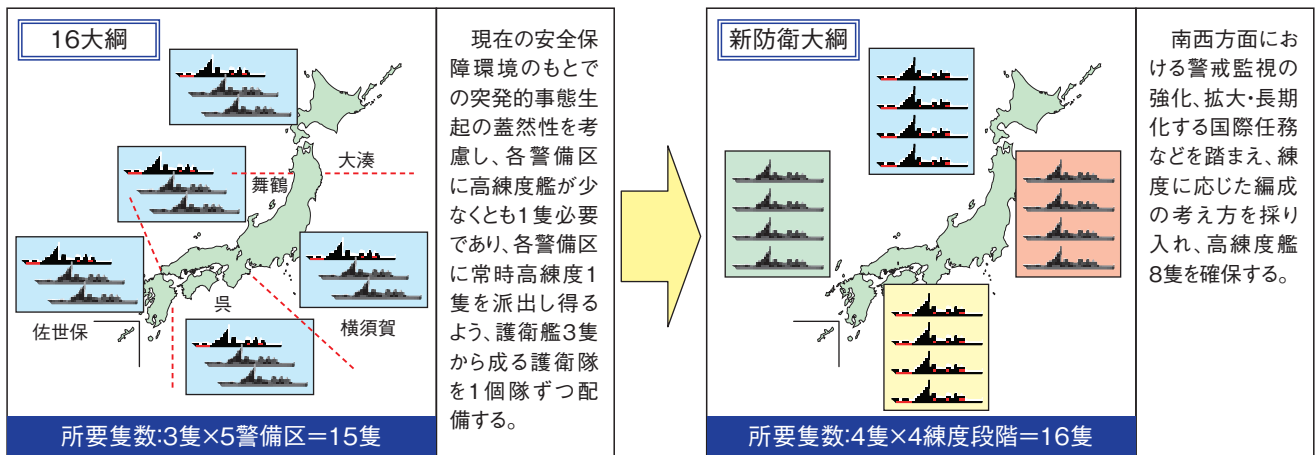 16大綱
大湊
舞鶴
呉
佐世保
横須賀
現在の安全保
障環境のもとで
の突発的事態生
起の蓋然性を考
慮し、各警備区
に高練度艦が少
なくとも1隻必要
であり、各警備区
に常時高練度1
隻を派出し得る
よう、護衛艦3隻
から成る護衛隊
を1個隊ずつ配
備する。
所要隻数:3隻×5警備区=15隻
新防衛大綱
南西方面にお
ける警戒監視の
強化、拡大・長期
化する国際任務
などを踏まえ、練
度に応じた編成
の考え方を採り
入れ、高練度艦
8隻を確保する。
所要隻数:4隻×4練度段階=16隻